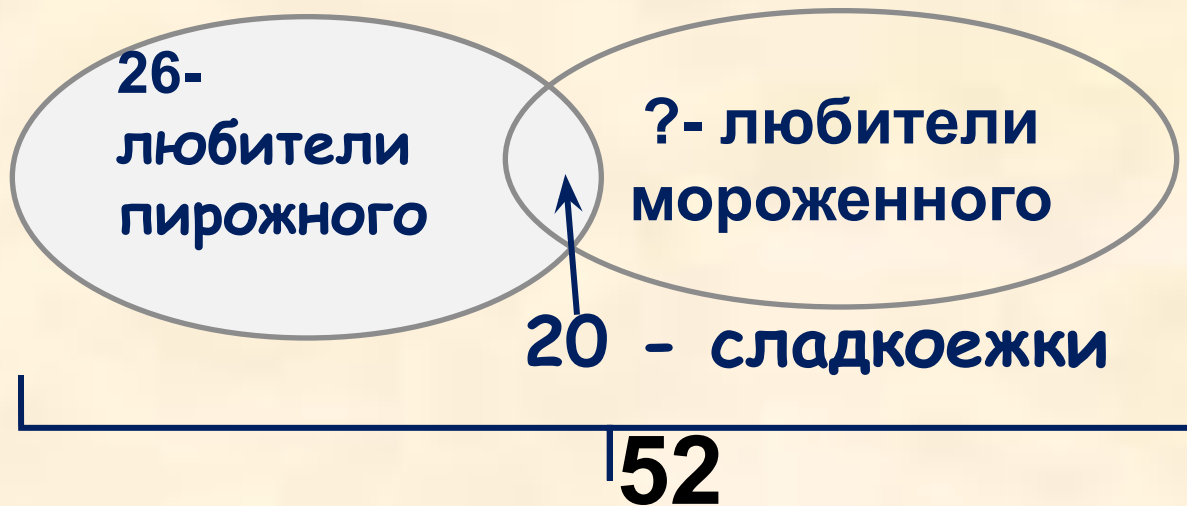 26-
любители
пирожного
?- любители
мороженного
20 - сладкоежки
52